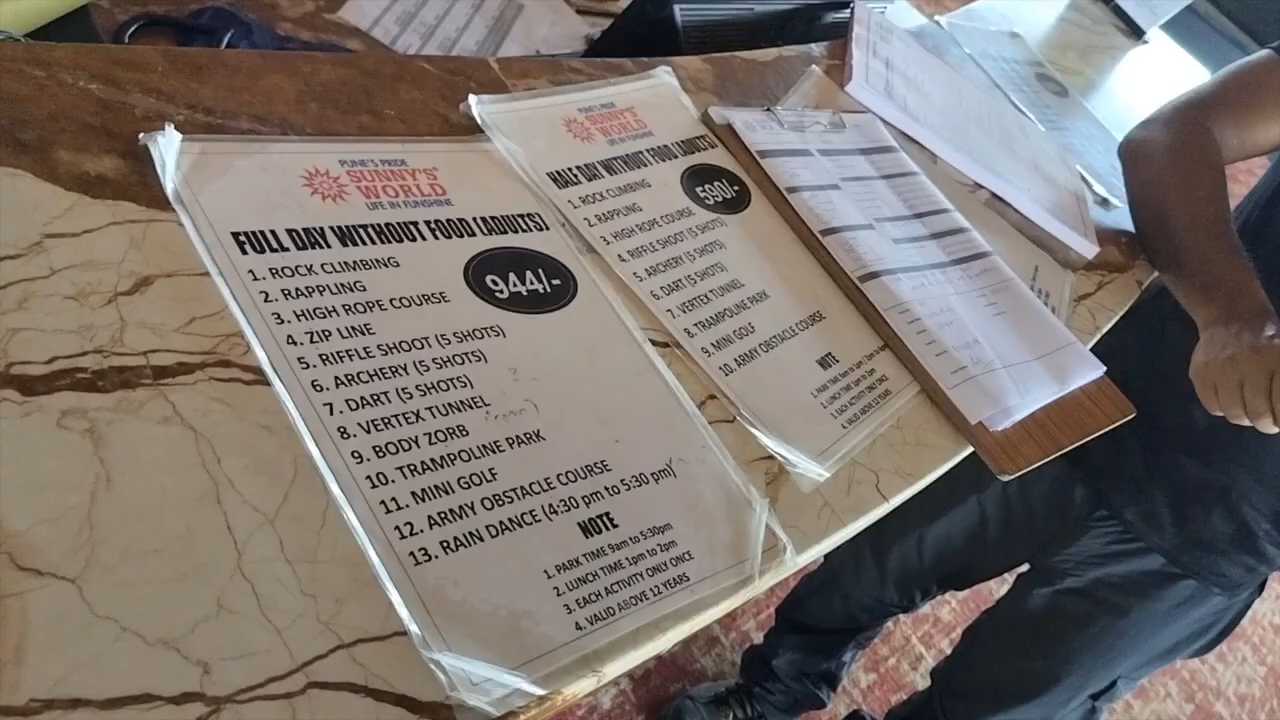 PUNE'S PRIDE
SUNNY'S
WORLD
LIFE IN FUNSHINE
FULL DAY WITHOUT FOOD (ADULTS)
944/-
1. ROCK CLIMBING
2. RAPPLING
3. HIGH ROPE COURSE
4. ZIP LINE
5. RIFFLE SHOOT (5 SHOTS)
6. ARCHERY (5 SHOTS)
7. DART (5 SHOTS)
8. VERTEX TUNNEL
9. BODY ZORB
10. TRAMPOLINE PARK
11. MINI GOLF
12. ARMY OBSTACLE COURSE
13. RAIN DANCE (4:30 pm to 5:30 pm)
NOTE
1. PARK TIME 9am to 5:30pm
2. LUNCH TIME 1pm to 2pm
3. EACH ACTIVITY ONLY ONCE
4. VALID ABOVE 12 YEARS
PUNE'S PRIDE
SUNNY'S
WORLD
LIFE IN FUNSHINE
HALF DAY WITHOUT FOOD (ADULTS)
590/-
1. ROCK CLIMBING
2. RAPPLING
3. HIGH ROPE COURSE
4. RIFFLE SHOOT (5 SHOTS)
5. ARCHERY (5 SHOTS)
6. DART (5 SHOTS)
7. VERTEX TUNNEL
8. TRAMPOLINE PARK
9. MINI GOLF
10. ARMY OBSTACLE COURSE
NOTE
1. PARK TIME 9am to
2. LUNCH TIME 1pm to 2pm
3. EACH ACTIVITY ONLY ONCE
4. VALID ABOVE 12 YEARS